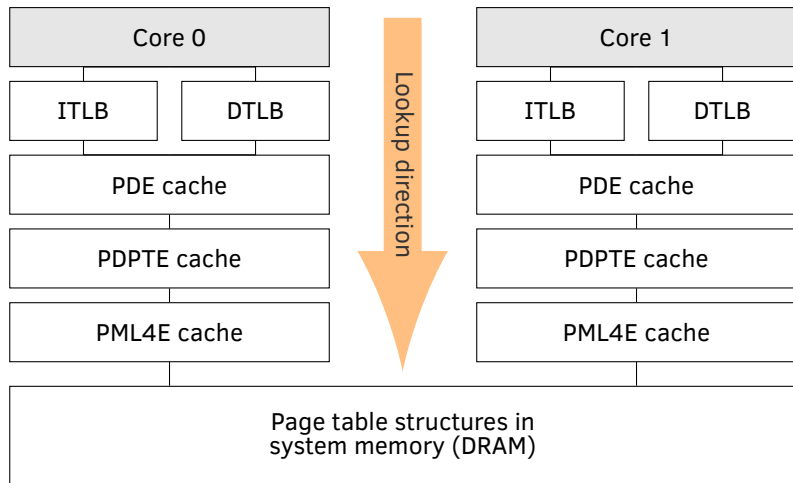 Core 0
Core 1
Lookup direction
ITLB
DTLB
ITLB
DTLB
PDE cache
PDE cache
PDPTE cache
PDPTE cache
PML4E cache
PML4E cache
Page table structures in
system memory (DRAM)